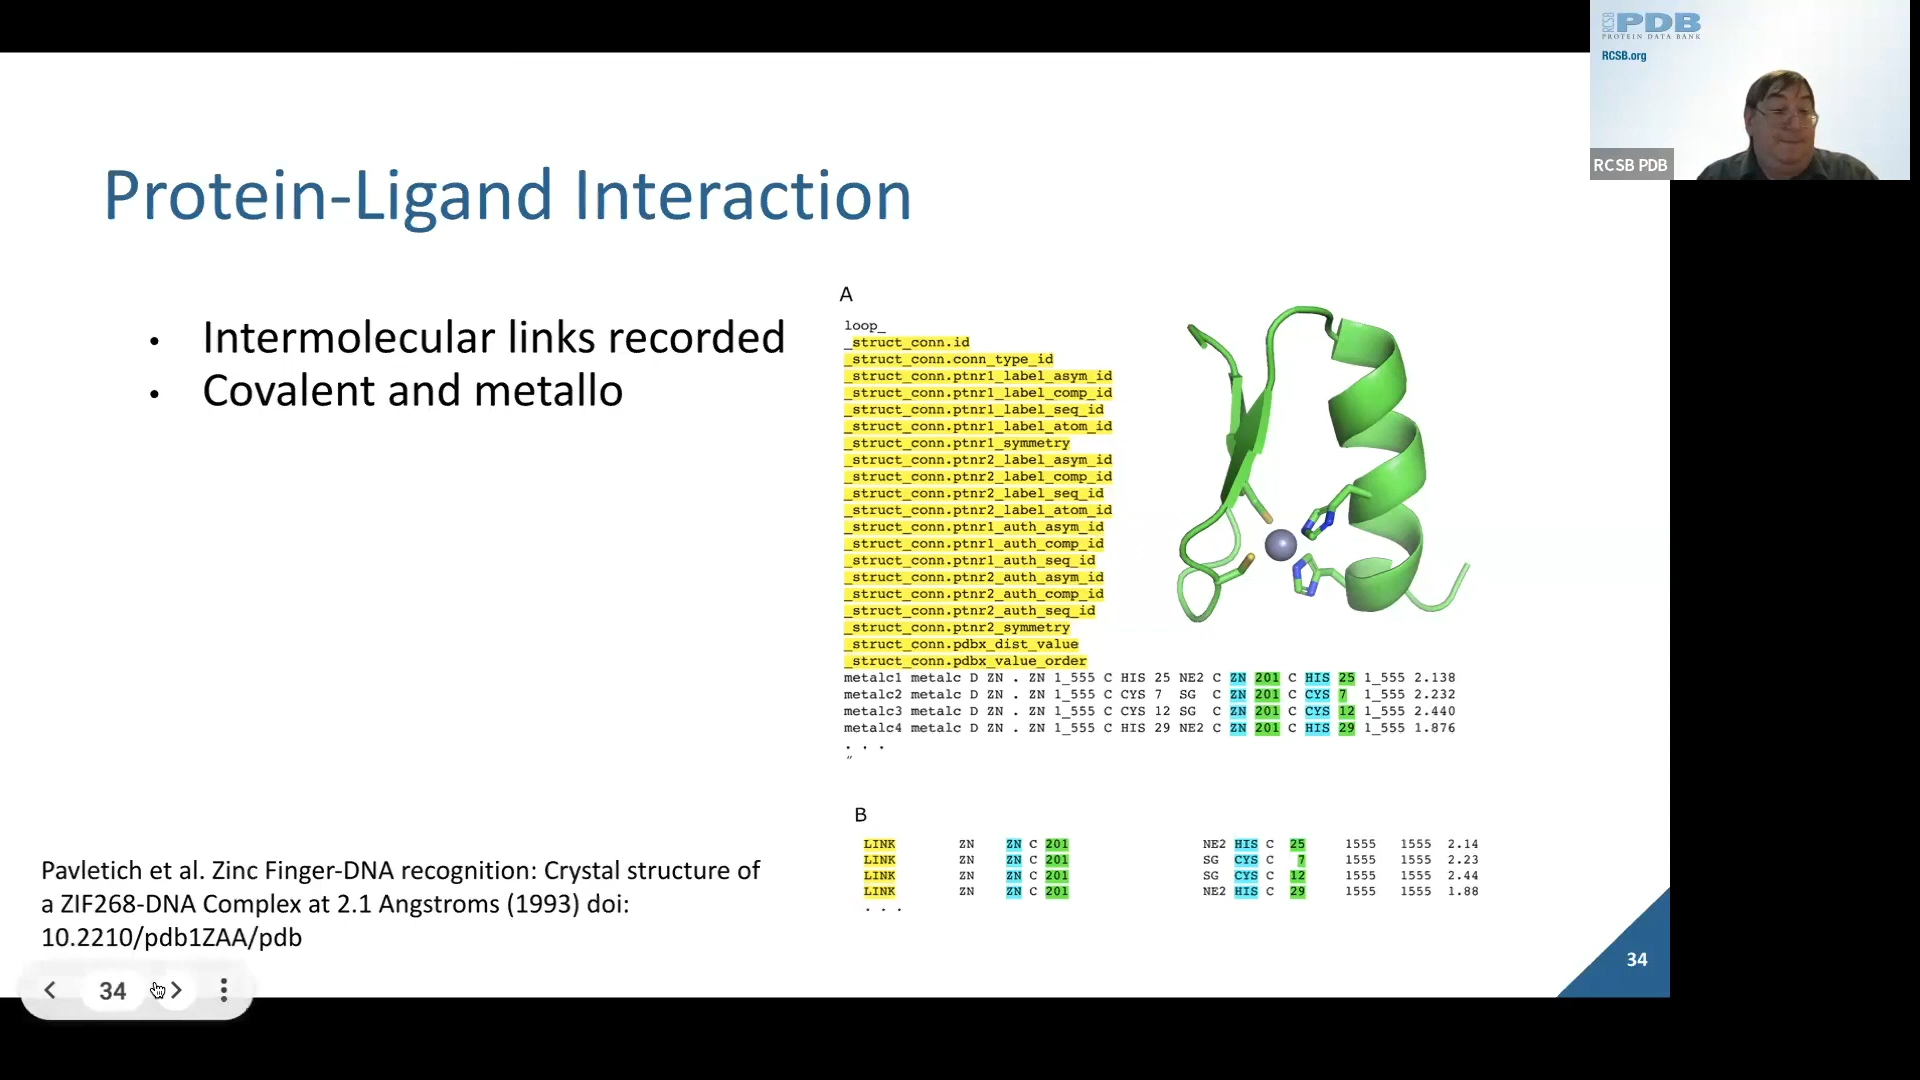 RCSB PDB
PROTEIN DATA BANK
RCSB.org
RCSB PDB
Protein-Ligand Interaction
• Intermolecular links recorded
• Covalent and metallo
A
loop_
_struct_conn.id
_struct_conn.conn_type_id
_struct_conn.ptnr1_label_asym_id
_struct_conn.ptnr1_label_comp_id
_struct_conn.ptnr1_label_seq_id
_struct_conn.ptnr1_label_atom_id
_struct_conn.ptnr1_symmetry
_struct_conn.ptnr2_label_asym_id
_struct_conn.ptnr2_label_comp_id
_struct_conn.ptnr2_label_seq_id
_struct_conn.ptnr2_label_atom_id
_struct_conn.ptnr1_auth_asym_id
_struct_conn.ptnr1_auth_comp_id
_struct_conn.ptnr1_auth_seq_id
_struct_conn.ptnr2_auth_asym_id
_struct_conn.ptnr2_auth_comp_id
_struct_conn.ptnr2_auth_seq_id
_struct_conn.ptnr2_symmetry
_struct_conn.pdbx_dist_value
_struct_conn.pdbx_value_order
metalc1 metalc D ZN . ZN 1_555 C HIS 25 NE2 C ZN 201 C HIS 25 1_555 2.138
metalc2 metalc D ZN . ZN 1_555 C CYS 7 SG C ZN 201 C CYS 7 1_555 2.232
metalc3 metalc D ZN . ZN 1_555 C CYS 12 SG C ZN 201 C CYS 12 1_555 2.440
metalc4 metalc D ZN . ZN 1_555 C HIS 29 NE2 C ZN 201 C HIS 29 1_555 1.876
. . .
″
B
LINK ZN ZN C 201 NE2 HIS C 25 1555 1555 2.14
LINK ZN ZN C 201 SG CYS C 7 1555 1555 2.23
LINK ZN ZN C 201 SG CYS C 12 1555 1555 2.44
LINK ZN ZN C 201 NE2 HIS C 29 1555 1555 1.88
. . .
Pavletich et al. Zinc Finger-DNA recognition: Crystal structure of
a ZIF268-DNA Complex at 2.1 Angstroms (1993) doi:
10.2210/pdb1ZAA/pdb
34
34